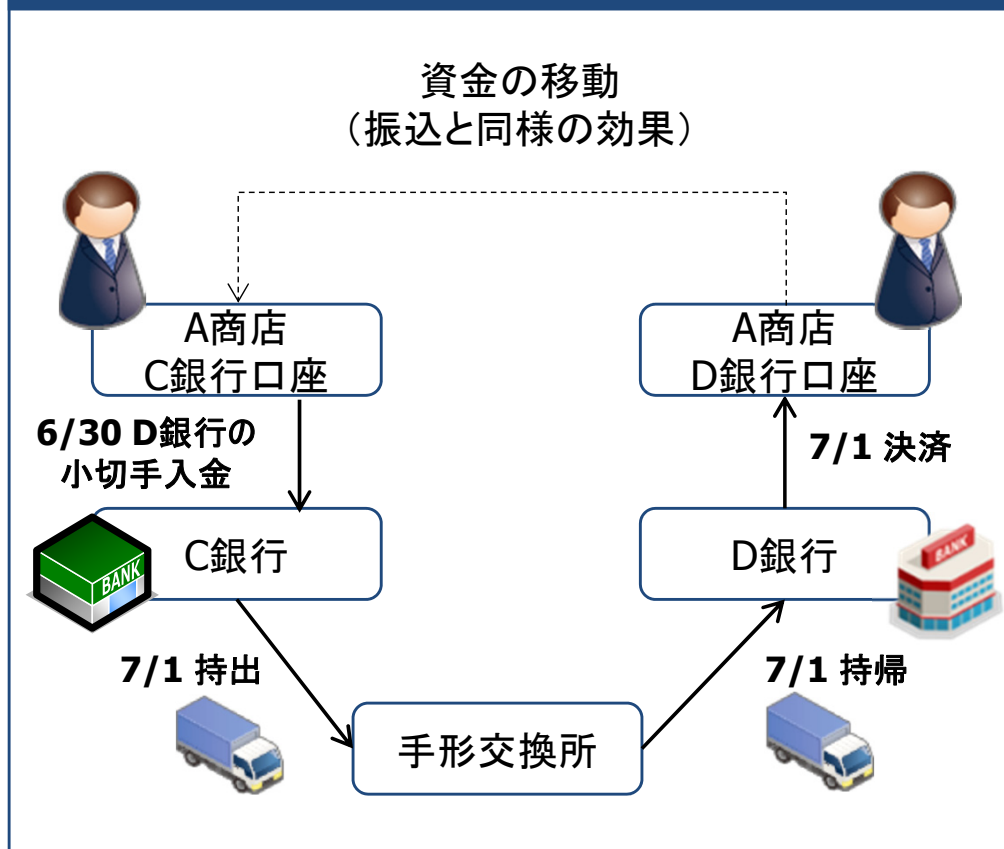 資金の移動
（振込と同様の効果）
A商店
C銀行口座
A商店
D銀行口座
6/30 D銀行の
小切手入金
7/1 決済
C銀行
BANK
D銀行
BANK
7/1 持出
7/1 持帰
手形交換所